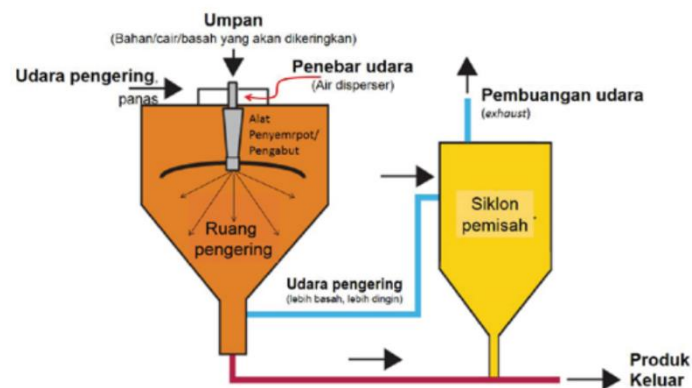 Umpan
(Bahan/cair/basah yang akan dikeringkan)
Udara pengering,
panas
Penebar udara
(Air disperser)
Alat
Penyemrpot/
Pengabut
Pembuangan udara
(exhaust)
Ruang
pengering
Siklon
pemisah
Udara pengering
(lebih basah, lebih dingin)
Produk
Keluar